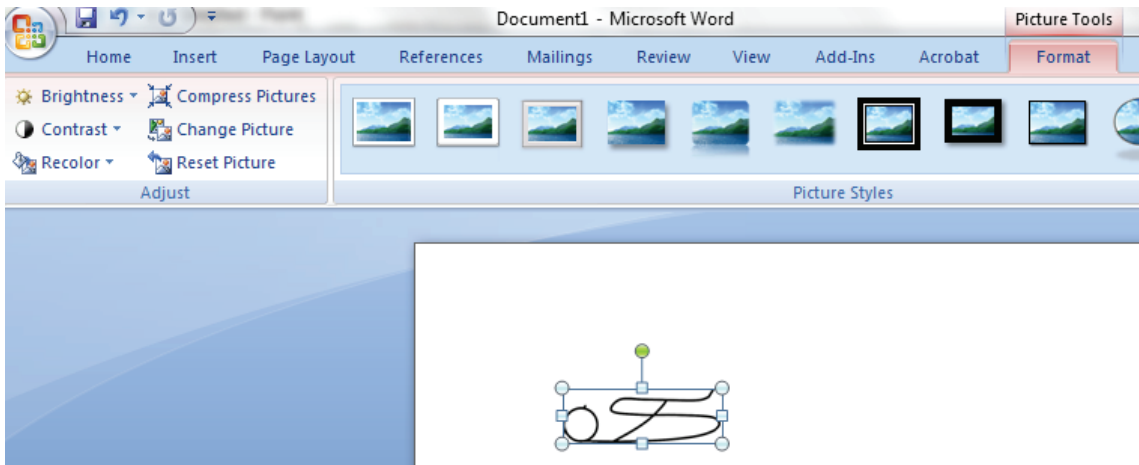 Document1 - Microsoft Word
Picture Tools
Home Insert Page Layout References Mailings Review View Add-Ins Acrobat Format
Brightness Compress Pictures
Contrast Change Picture
Recolor Reset Picture
Adjust Picture Styles